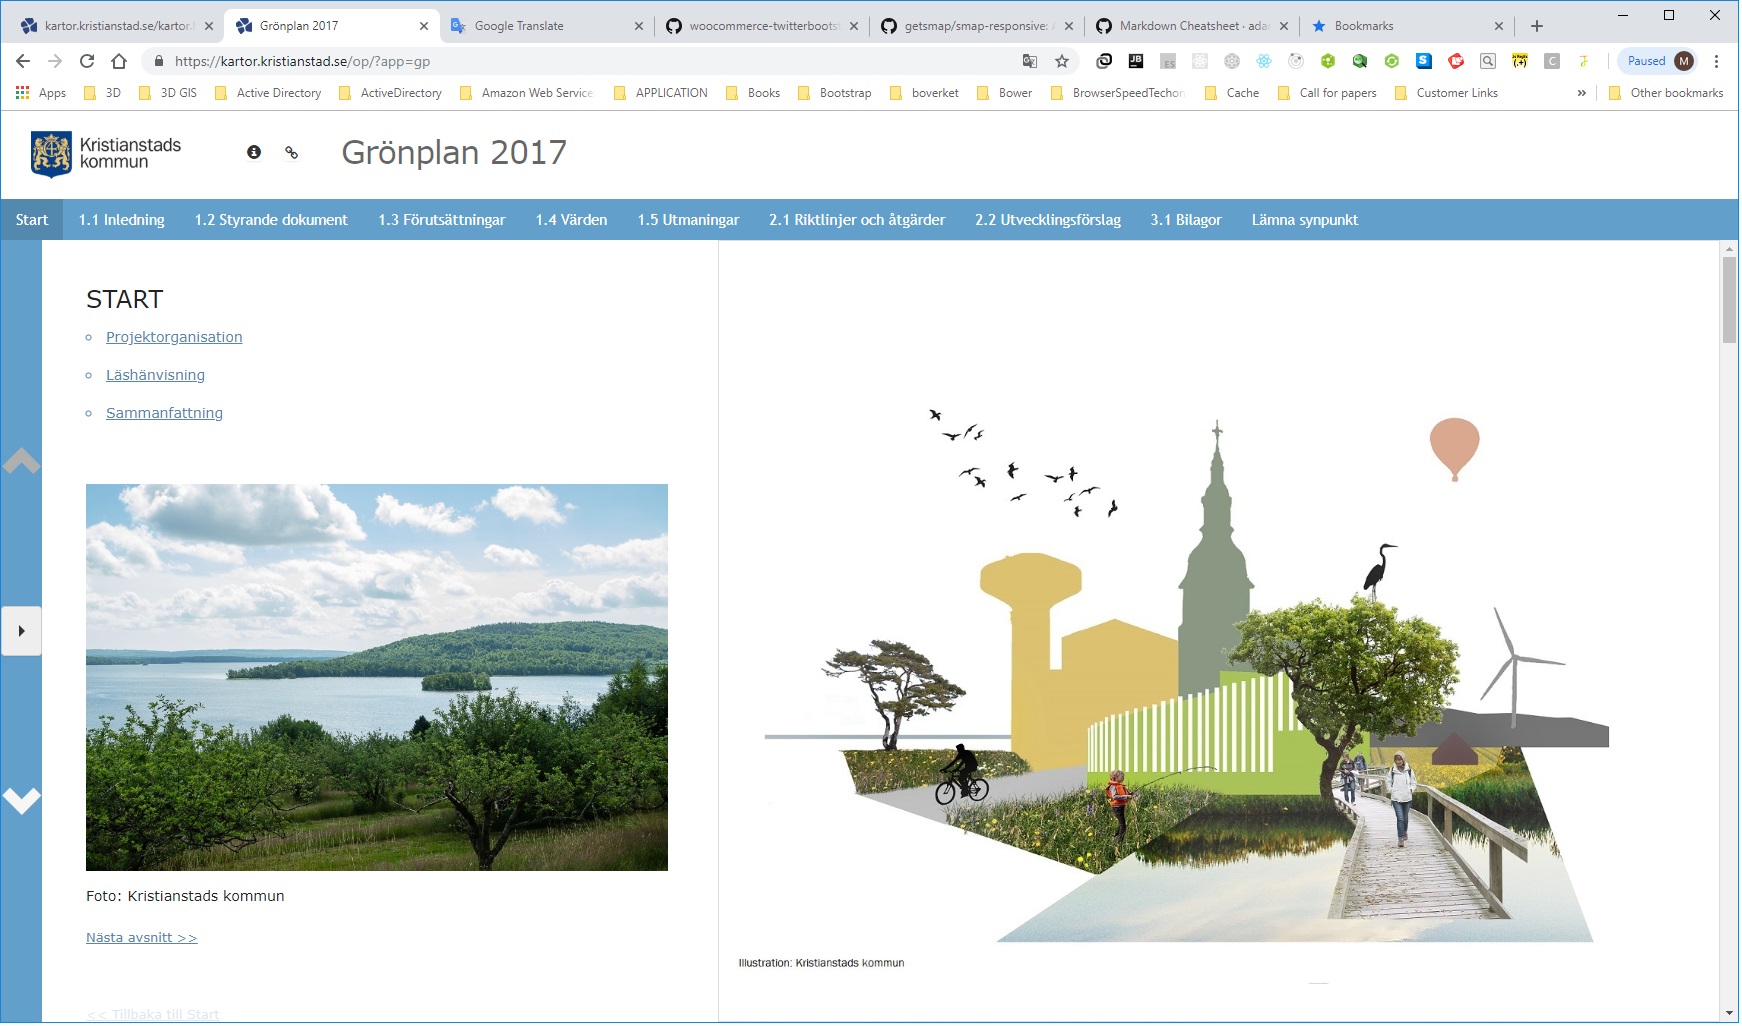 kartor.kristianstad.se/kartor.h
Grönplan 2017
Google Translate
woocommerce-twitterbootst
getsmap/smap-responsive: A
Markdown Cheatsheet · ada
Bookmarks
https://kartor.kristianstad.se/op/?app=gp
Paused
M
Apps
3D
3D GIS
Active Directory
ActiveDirectory
Amazon Web Service
APPLICATION
Books
Bootstrap
boverket
Bower
BrowserSpeedTechon
Cache
Call for papers
Customer Links
»
Other bookmarks
Kristianstads
kommun
Grönplan 2017
Start
1.1 Inledning
1.2 Styrande dokument
1.3 Förutsättningar
1.4 Värden
1.5 Utmaningar
2.1 Riktlinjer och åtgärder
2.2 Utvecklingsförslag
3.1 Bilagor
Lämna synpunkt
START
Projektorganisation
Läshänvisning
Sammanfattning
Foto: Kristianstads kommun
Nästa avsnitt >>
<< Tillbaka till Start
Illustration: Kristianstads kommun